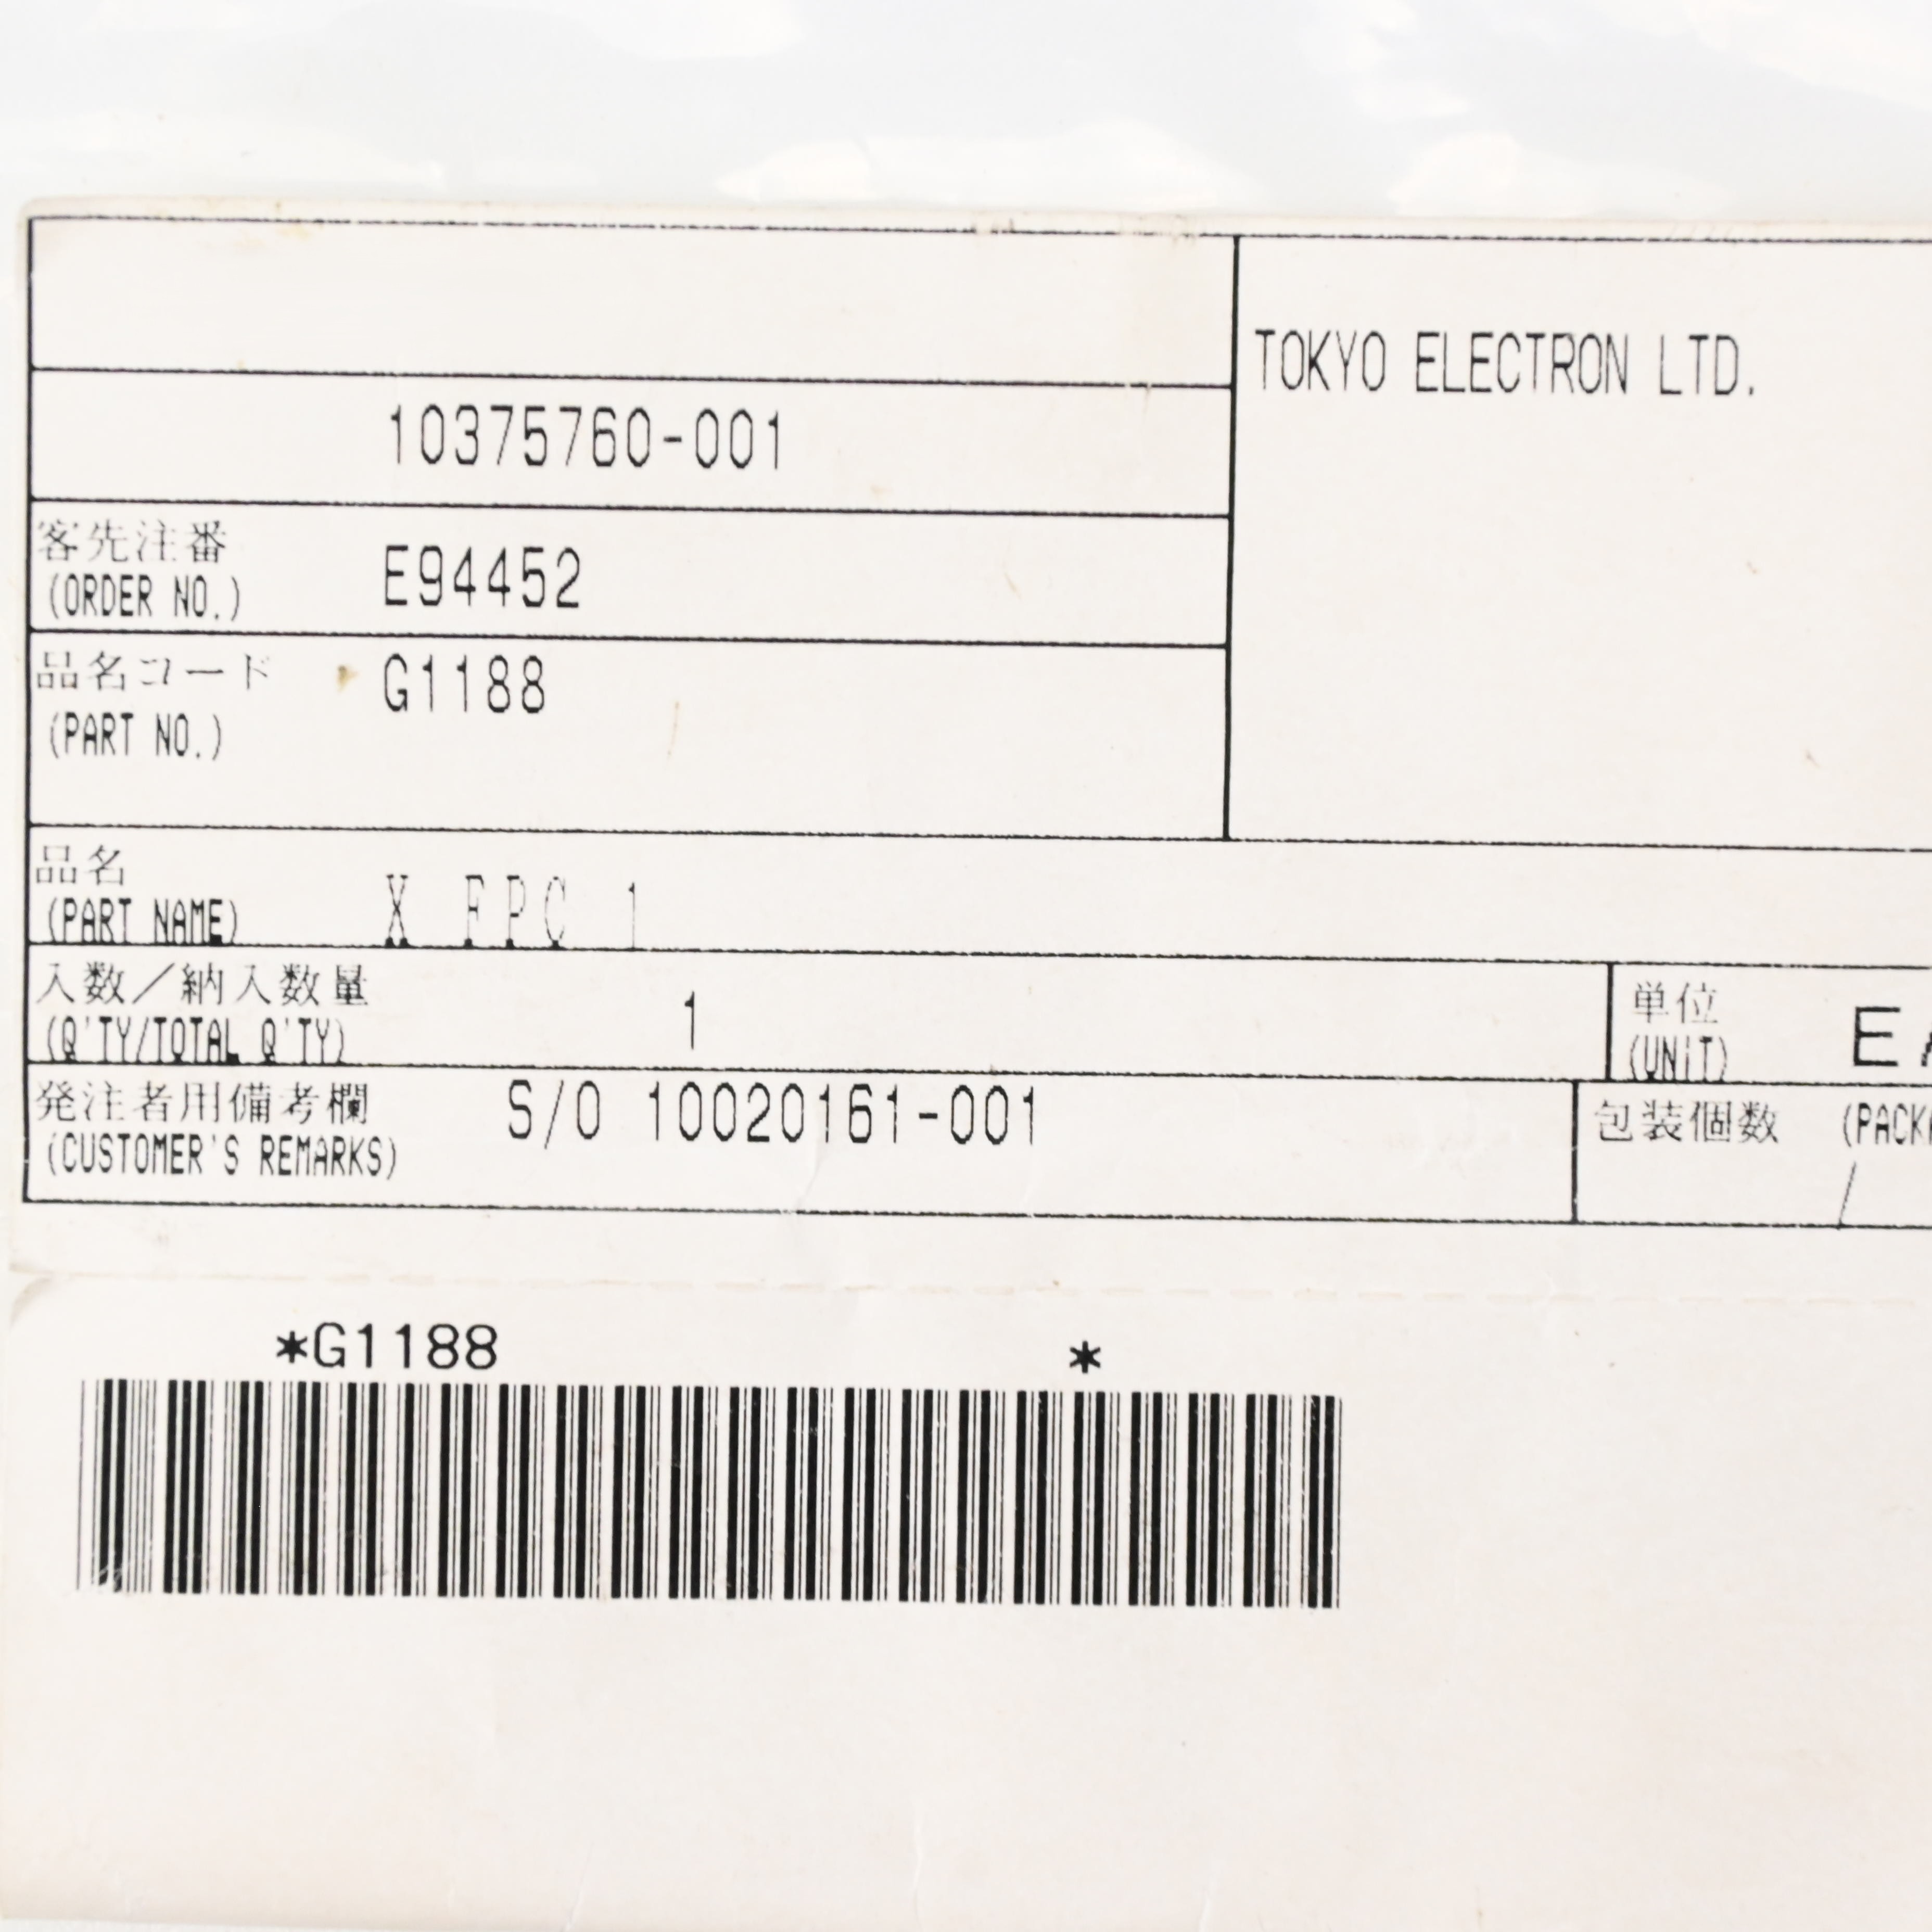 TOKYO ELECTRON LTD.
10375760-001
客先注番
(ORDER NO.)
E94452
品名コード
(PART NO.)
G1188
品名
(PART NAME)
X FPC 1
入数／納入数量
(Q'TY/TOTAL Q'TY)
1
単位
(UNIT)
発注者用備考欄
(CUSTOMER'S REMARKS)
S/O 10020161-001
包装個数
*G1188 *